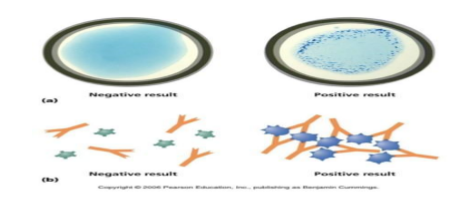 Negative result Positive result
(a)
Negative result Positive result
(b)
Copyright © 2006 Pearson Education, Inc., publishing as Benjamin Cummings.